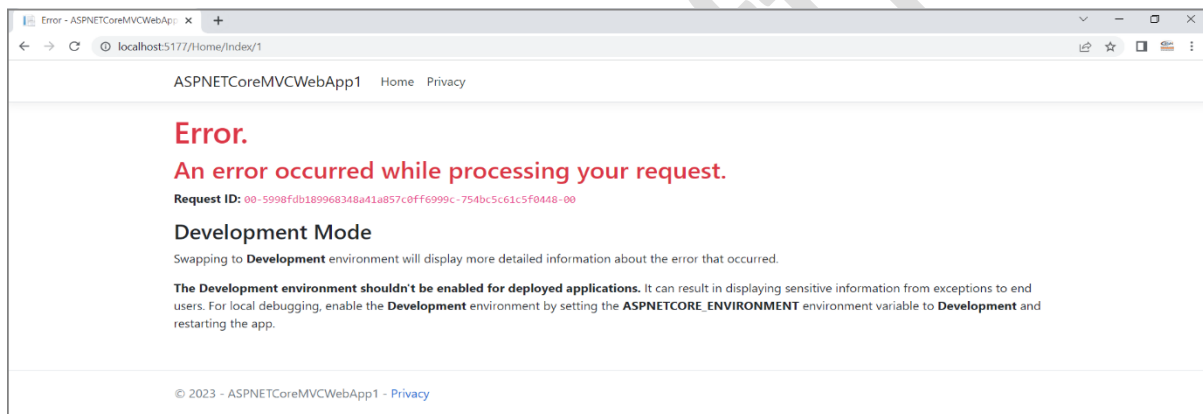 Error - ASPNETCoreMVCWebApp
localhost:5177/Home/Index/1
ASPNETCoreMVCWebApp1 Home Privacy
Error.
An error occurred while processing your request.
Request ID: 00-5998fdb189968348a41a857c0ff6999c-754bc5c61c5f0448-00
Development Mode
Swapping to Development environment will display more detailed information about the error that occurred.
The Development environment shouldn't be enabled for deployed applications. It can result in displaying sensitive information from exceptions to end
users. For local debugging, enable the Development environment by setting the ASPNETCORE_ENVIRONMENT environment variable to Development and
restarting the app.
© 2023 - ASPNETCoreMVCWebApp1 - Privacy